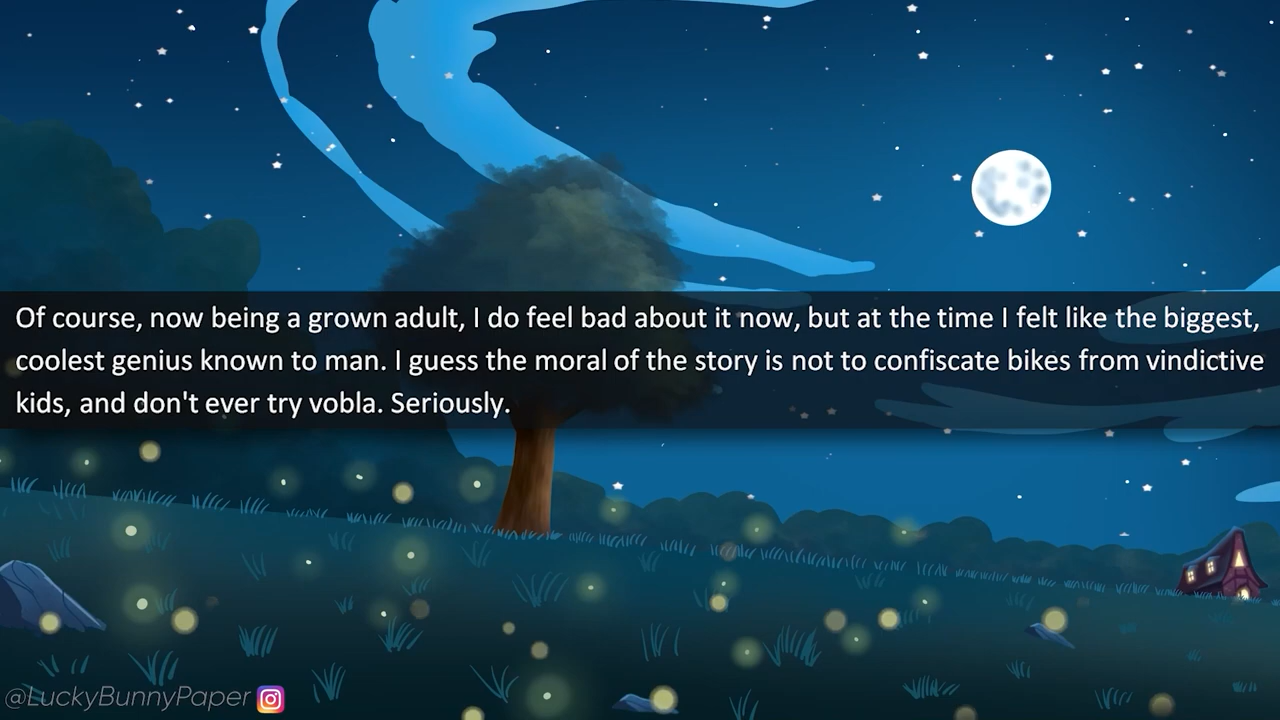 Of course, now being a grown adult, I do feel bad about it now, but at the time I felt like the biggest,
coolest genius known to man. I guess the moral of the story is not to confiscate bikes from vindictive
kids, and don't ever try vobla. Seriously.
@LuckyBunnyPaper